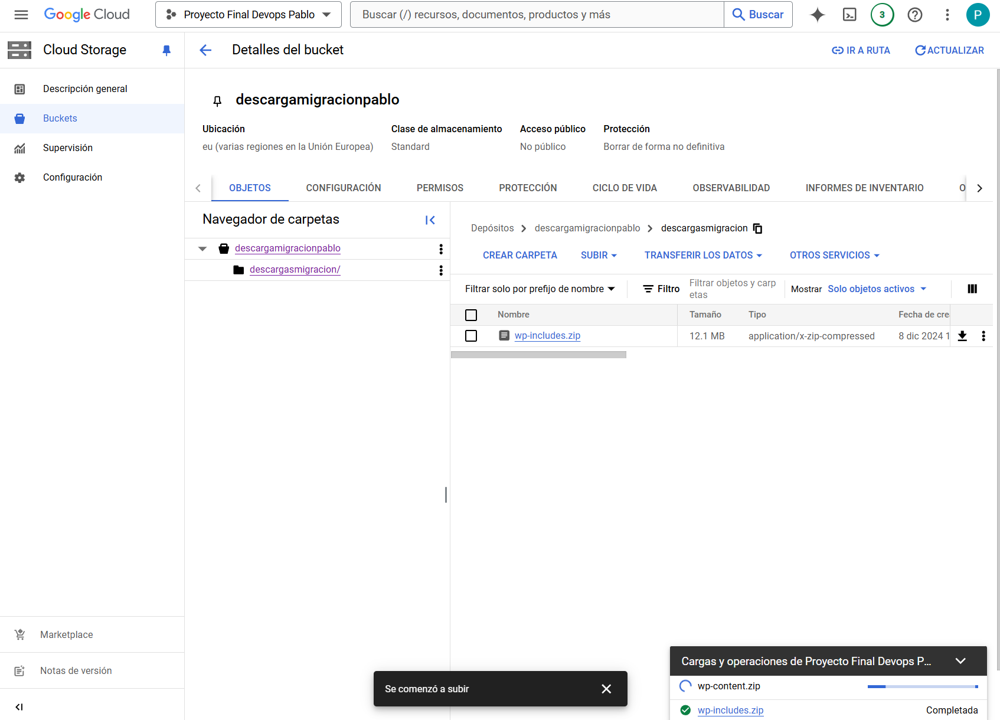 Google Cloud
Proyecto Final Devops Pablo
Buscar (/) recursos, documentos, productos y más
Buscar
3
P
Cloud Storage
Detalles del bucket
IR A RUTA
ACTUALIZAR
Descripción general
Buckets
Supervisión
Configuración
descargamigracionpablo
Ubicación
Clase de almacenamiento
Acceso público
Protección
eu (varias regiones en la Unión Europea)
Standard
No público
Borrar de forma no definitiva
OBJETOS
CONFIGURACIÓN
PERMISOS
PROTECCIÓN
CICLO DE VIDA
OBSERVABILIDAD
INFORMES DE INVENTARIO
O
Navegador de carpetas
descargamigracionpablo
descargasmigracion/
Depósitos
descargamigracionpablo
descargasmigracion
CREAR CARPETA
SUBIR
TRANSFERIR LOS DATOS
OTROS SERVICIOS
Filtrar solo por prefijo de nombre
Filtro
Filtrar objetos y carp
etas
Mostrar
Solo objetos activos
Nombre
Tamaño
Tipo
Fecha de cre
wp-includes.zip
12.1 MB
application/x-zip-compressed
8 dic 2024 1
Marketplace
Notas de versión
Se comenzó a subir
Cargas y operaciones de Proyecto Final Devops P...
wp-content.zip
wp-includes.zip
Completada